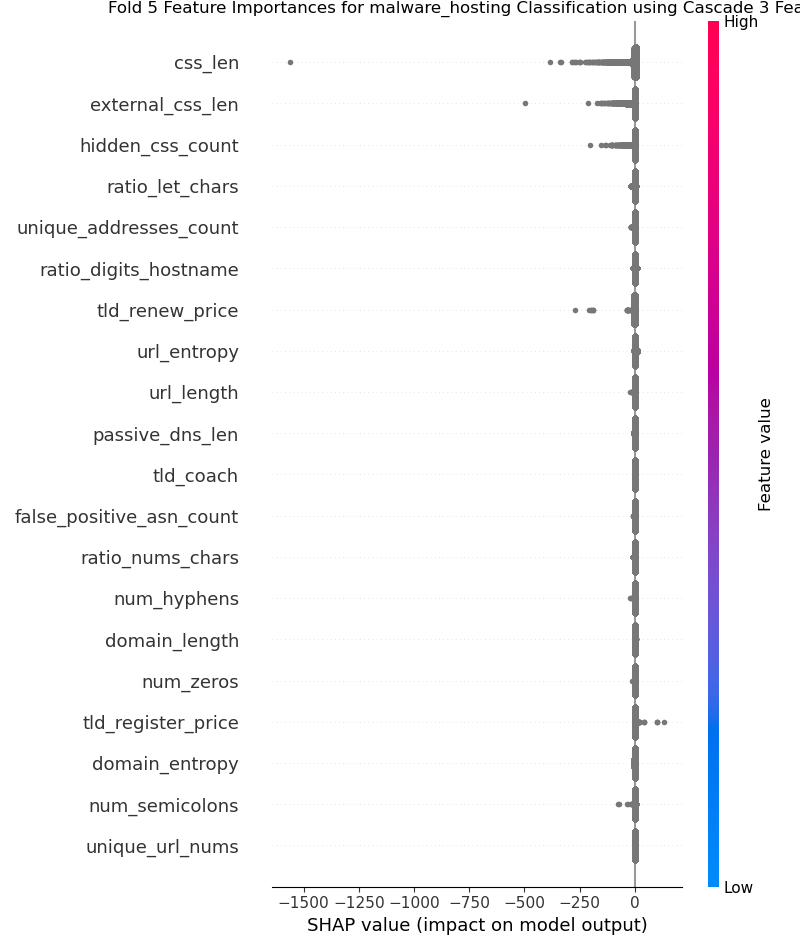 Fold 5 Feature Importances for malware_hosting Classification using Cascade 3 Fea
High
css_len
external_css_len
hidden_css_count
ratio_let_chars
unique_addresses_count
ratio_digits_hostname
tld_renew_price
url_entropy
url_length
passive_dns_len
tld_coach
false_positive_asn_count
ratio_nums_chars
num_hyphens
domain_length
num_zeros
tld_register_price
domain_entropy
num_semicolons
unique_url_nums
Feature value
Low
−1500 −1250 −1000 −750 −500 −250 0
SHAP value (impact on model output)